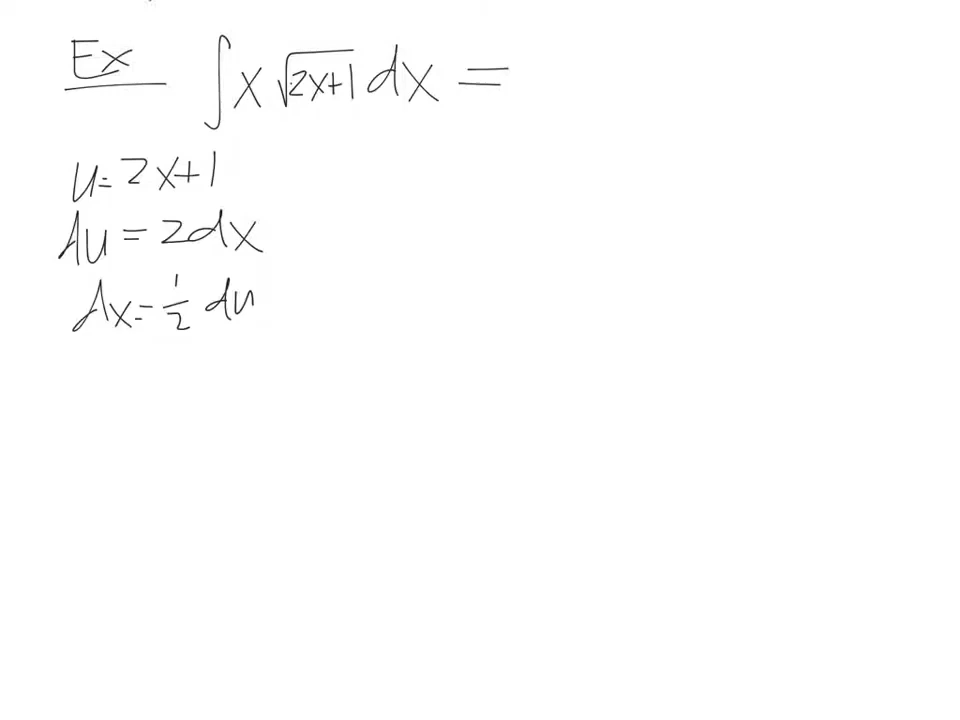 Ex ∫x√(2x+1) dx =
u=2x+1
du = 2dx
dx=1/2 du